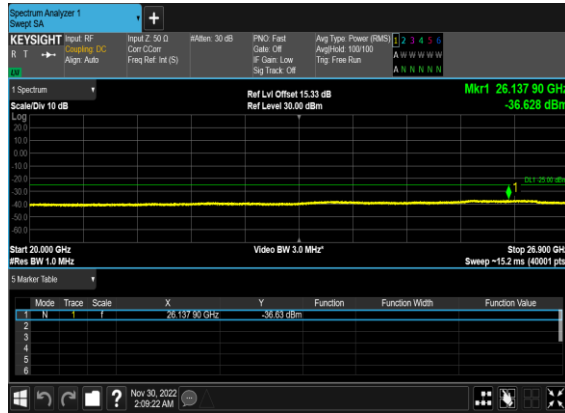 Spectrum Analyzer 1
Swept SA
+
KEYSIGHT Input: RF Input Z: 50 Ω #Atten: 30 dB PNO: Fast Avg Type: Power (RMS) 1 2 3 4 5 6
R T Coupling: DC Corr CCorr Gate: Off Avg|Hold: 100/100 A W W W W W
Align: Auto Freq Ref: Int (S) IF Gain: Low Trig: Free Run
Sig Track: Off A N N N N N
1 Spectrum Ref Lvl Offset 15.33 dB Mkr1 26.137 90 GHz
Scale/Div 10 dB Ref Level 30.00 dBm -36.628 dBm
Log
20.0
10.0
0.00
-10.0
-20.0
DL1 -25.00 dBm
1
-30.0
-40.0
-50.0
-60.0
Start 20.000 GHz Video BW 3.0 MHz* Stop 26.900 GHz
#Res BW 1.0 MHz Sweep ~15.2 ms (40001 pts)
5 Marker Table
Mode Trace Scale X Y Function Function Width Function Value
1 N 1 f 26.137 90 GHz -36.63 dBm
2
3
4
5
6
? Nov 30, 2022
2:09:22 AM